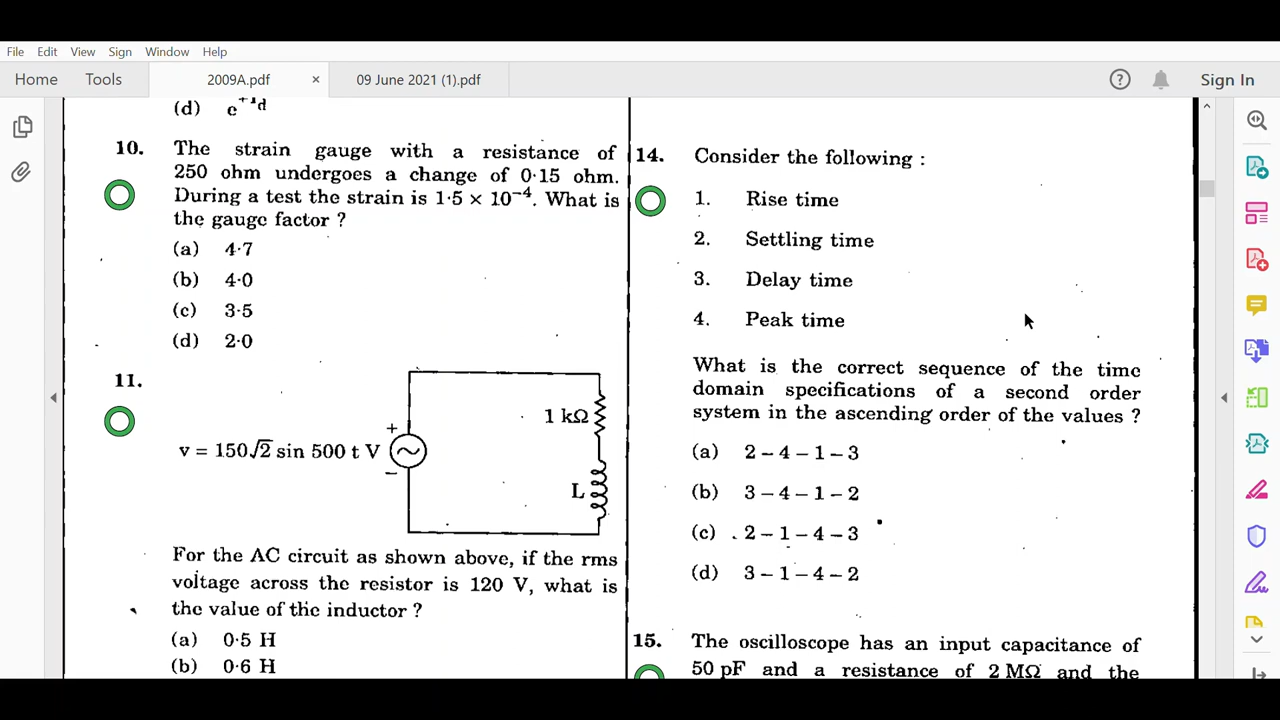 File Edit View Sign Window Help
Home Tools 2009A.pdf × 09 June 2021 (1).pdf ? Sign In
(d)
10. The strain gauge with a resistance of
250 ohm undergoes a change of 0·15 ohm.
During a test the strain is 1·5 × 10⁻⁴. What is
the gauge factor ?
(a) 4·7
(b) 4·0
(c) 3·5
(d) 2·0
11.
v = 150√2 sin 500 t V
+
−
1 kΩ
L
For the AC circuit as shown above, if the rms
voltage across the resistor is 120 V, what is
the value of the inductor ?
(a) 0·5 H
(b) 0·6 H
14. Consider the following :
1. Rise time
2. Settling time
3. Delay time
4. Peak time
What is the correct sequence of the time
domain specifications of a second order
system in the ascending order of the values ?
(a) 2 – 4 – 1 – 3
(b) 3 – 4 – 1 – 2
(c) 2 – 1 – 4 – 3
(d) 3 – 1 – 4 – 2
15. The oscilloscope has an input capacitance of
50 pF and a resistance of 2 MΩ and the